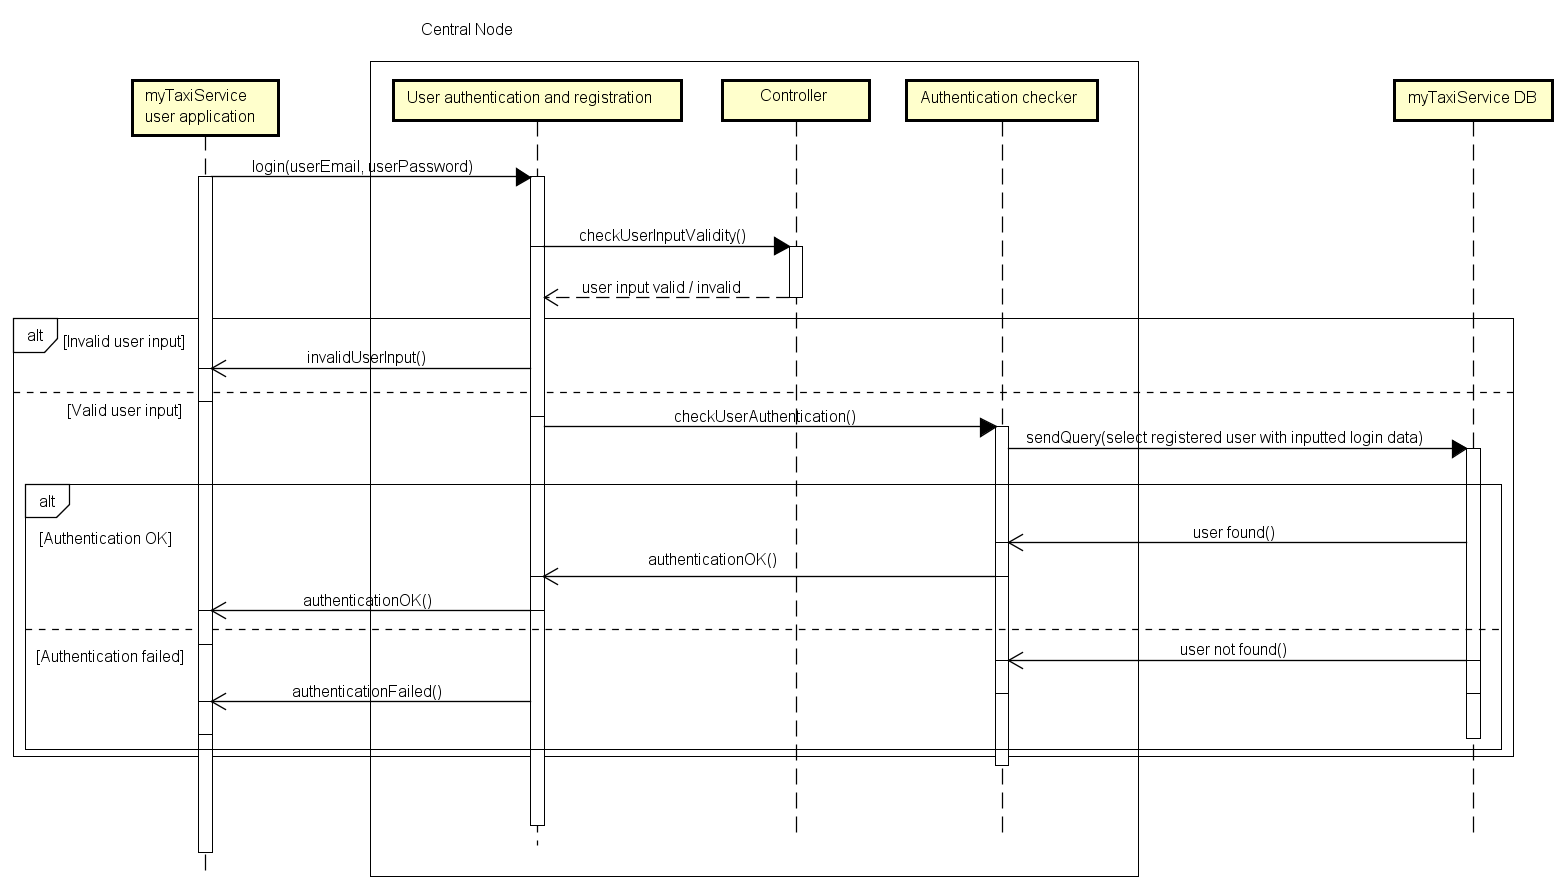 Central Node
myTaxiService
user application
User authentication and registration
Controller
Authentication checker
myTaxiService DB
login(userEmail, userPassword)
checkUserInputValidity()
user input valid / invalid
alt
[Invalid user input]
invalidUserInput()
[Valid user input]
checkUserAuthentication()
sendQuery(select registered user with inputted login data)
alt
[Authentication OK]
user found()
authenticationOK()
authenticationOK()
[Authentication failed]
user not found()
authenticationFailed()